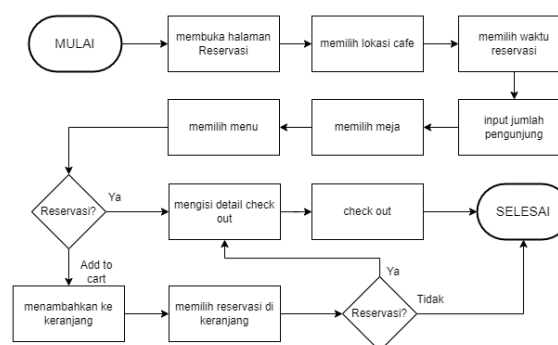 MULAI
membuka halaman
Reservasi
memilih lokasi cafe
memilih waktu
reservasi
input jumlah
pengunjung
memilih meja
memilih menu
Reservasi?
Ya
mengisi detail check
out
check out
SELESAI
Add to
cart
menambahkan ke
keranjang
memilih reservasi di
keranjang
Reservasi?
Ya
Tidak